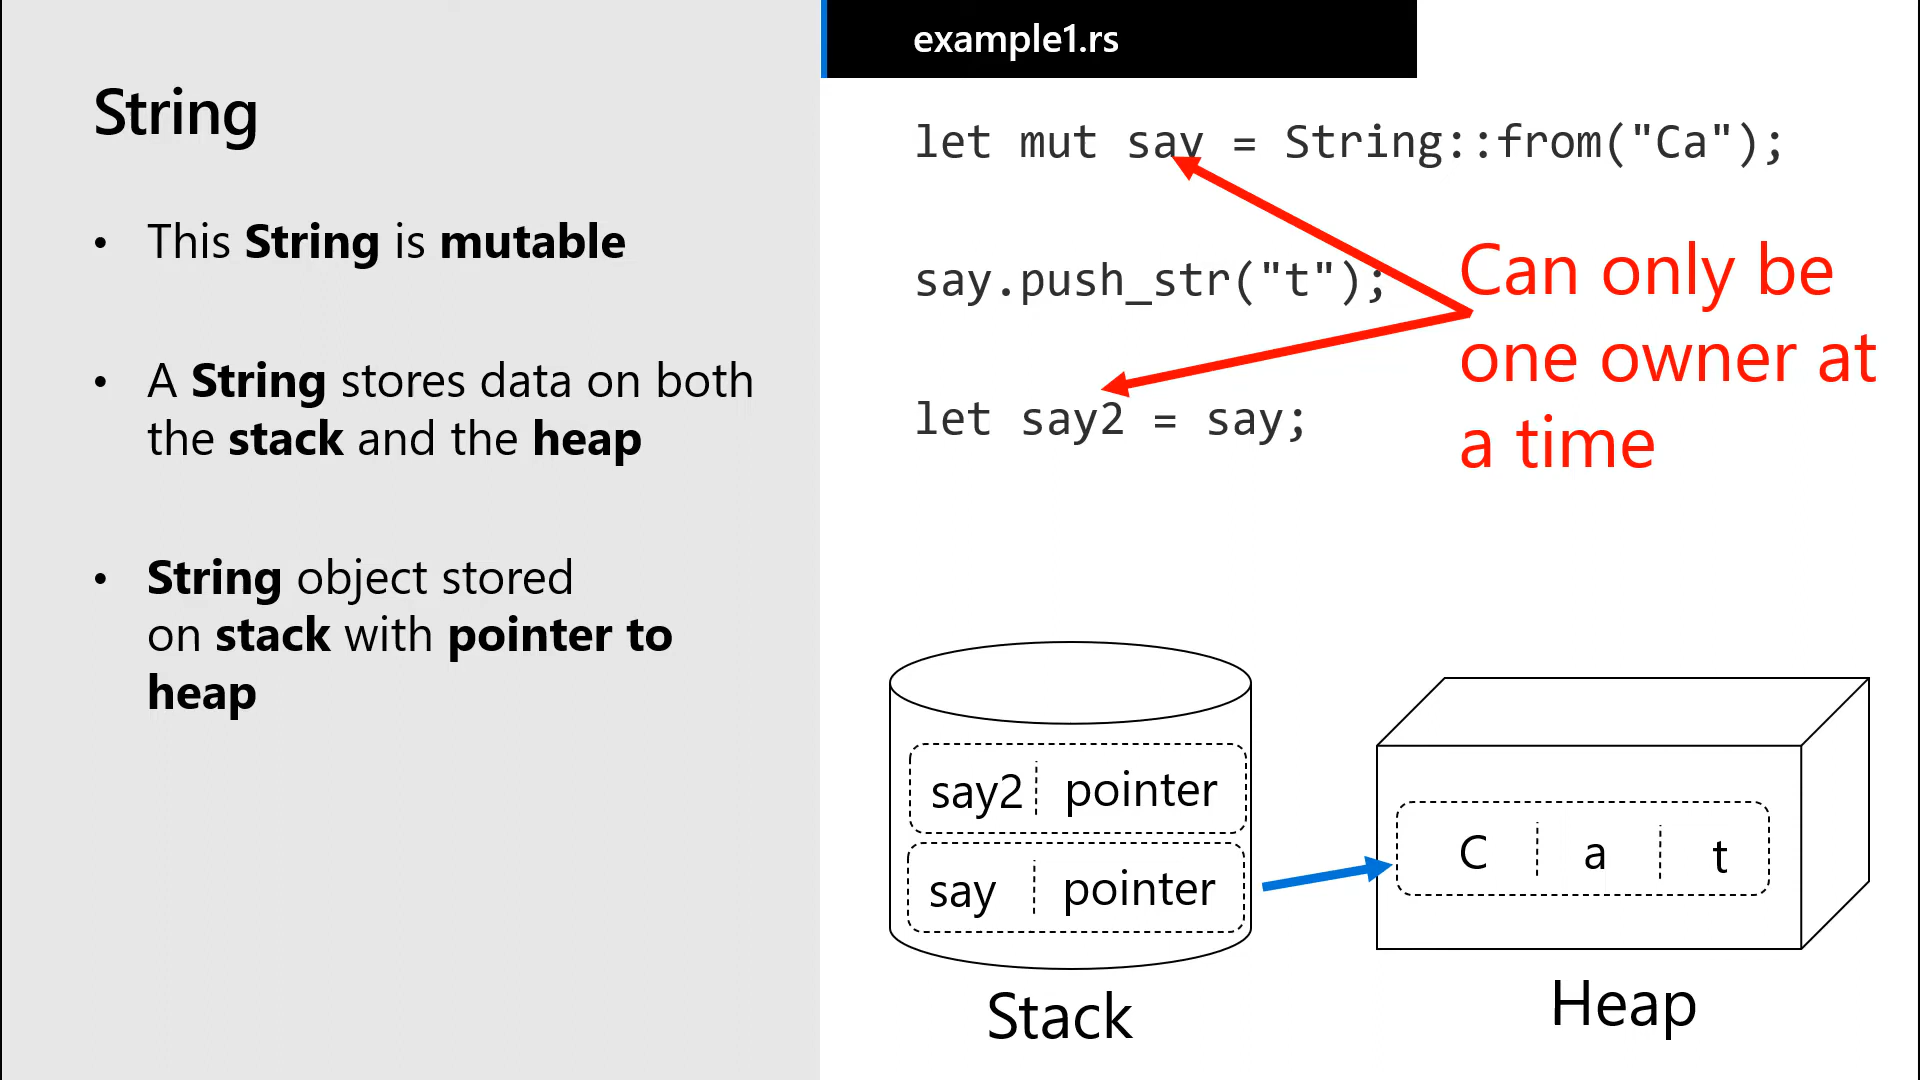 String
• This String is mutable
• A String stores data on both
the stack and the heap
• String object stored
on stack with pointer to
heap
example1.rs
let mut say = String::from("Ca");
say.push_str("t");
let say2 = say;
Can only be
one owner at
a time
say2 pointer
say pointer
Stack
C a t
Heap